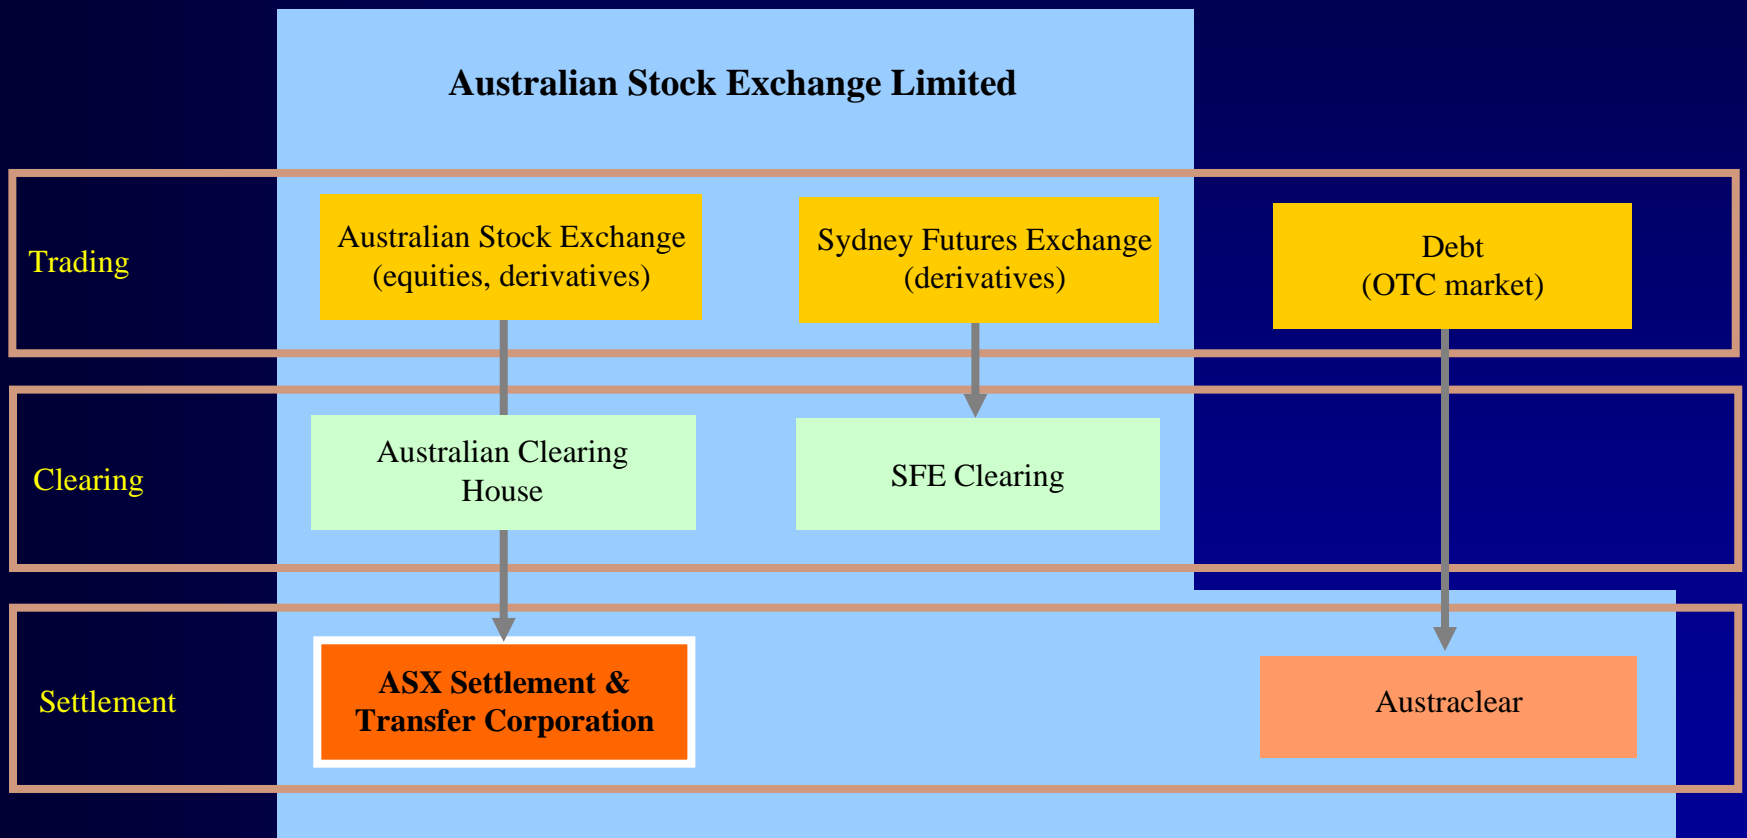 Australian Stock Exchange Limited
Trading
Australian Stock Exchange
(equities, derivatives)
Sydney Futures Exchange
(derivatives)
Debt
(OTC market)
Clearing
Australian Clearing
House
SFE Clearing
Settlement
ASX Settlement &
Transfer Corporation
Austraclear